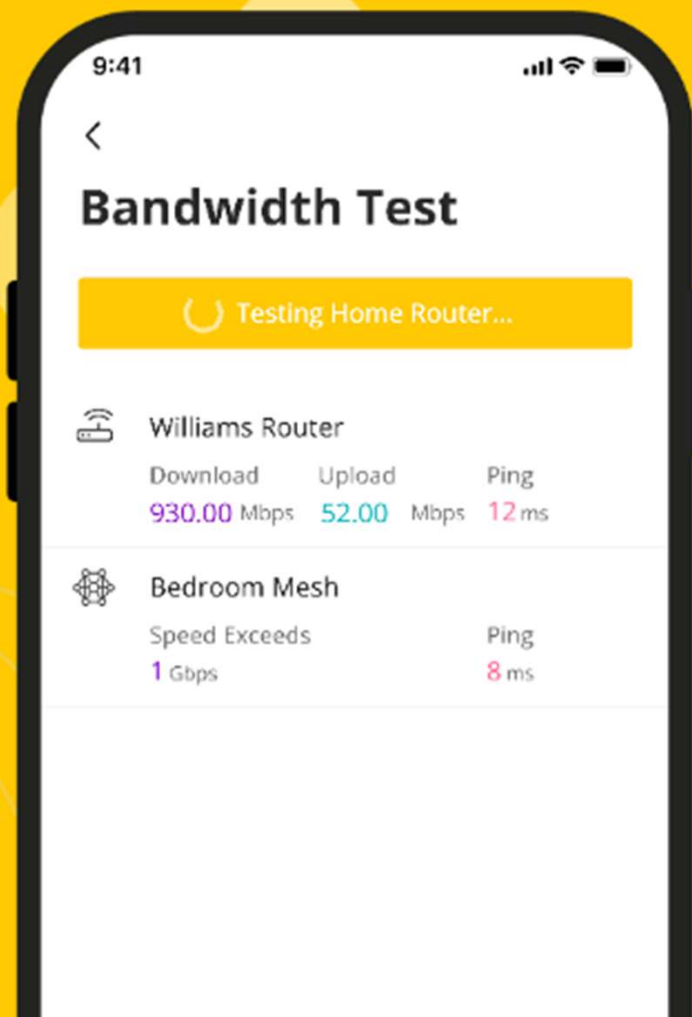 9:41
Bandwidth Test
Testing Home Router...
Williams Router
Download Upload Ping
930.00 Mbps 52.00 Mbps 12 ms
Bedroom Mesh
Speed Exceeds Ping
1 Gbps 8 ms